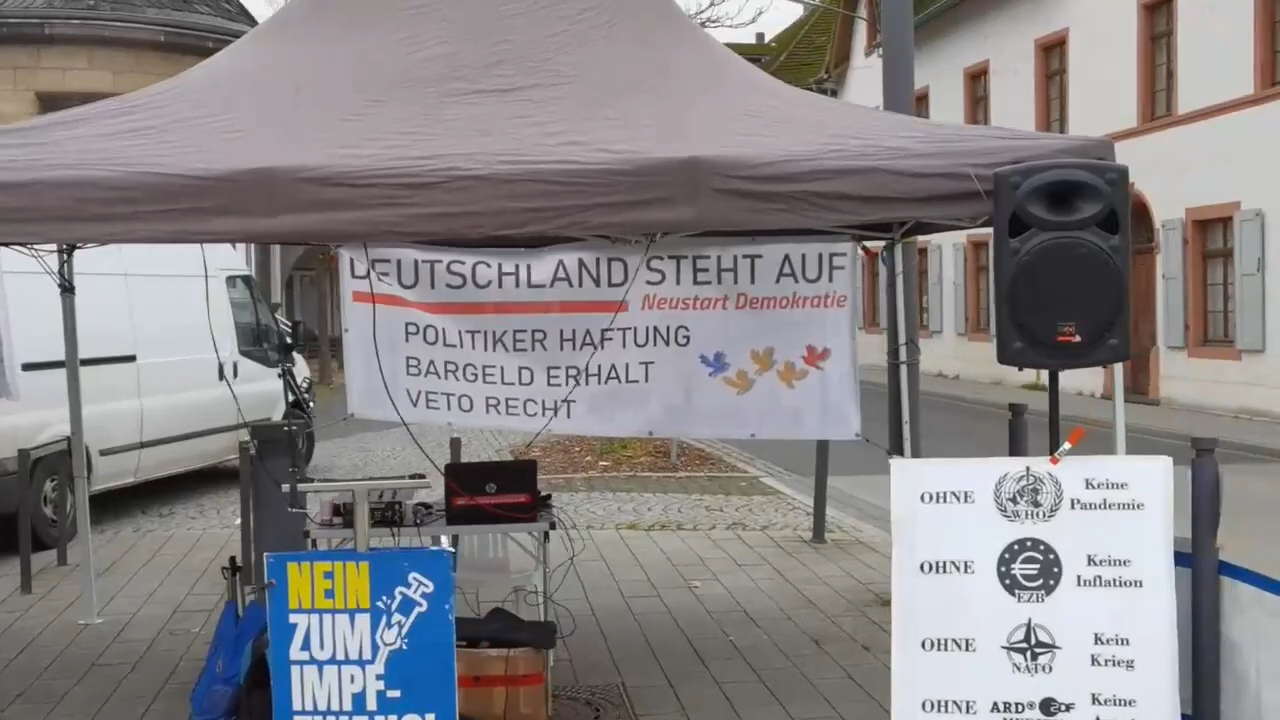 DEUTSCHLAND STEHT AUF
Neustart Demokratie
POLITIKER HAFTUNG
BARGELD ERHALT
VETO RECHT
NEIN
ZUM
IMPF-
OHNE
WHO
Keine
Pandemie
OHNE
EZB
Keine
Inflation
OHNE
NATO
Kein
Krieg
OHNE
ARD ZDF
Keine